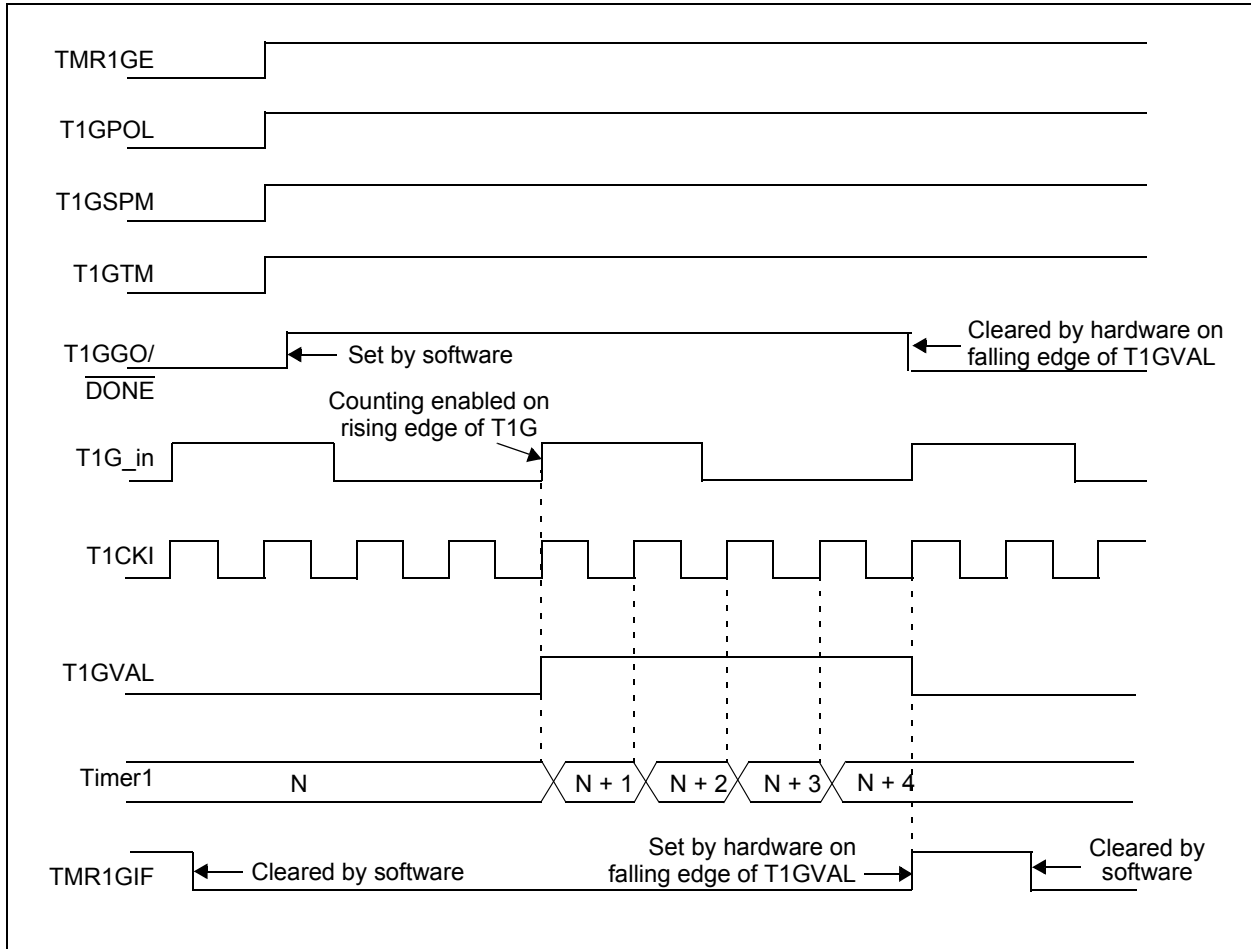 TMR1GE
T1GPOL
T1GSPM
T1GTM
T1GGO/
DONE
Set by software
Cleared by hardware on
falling edge of T1GVAL
Counting enabled on
rising edge of T1G
T1G_in
T1CKI
T1GVAL
Timer1
N
N + 1
N + 2
N + 3
N + 4
TMR1GIF
Cleared by software
Set by hardware on
falling edge of T1GVAL
Cleared by
software